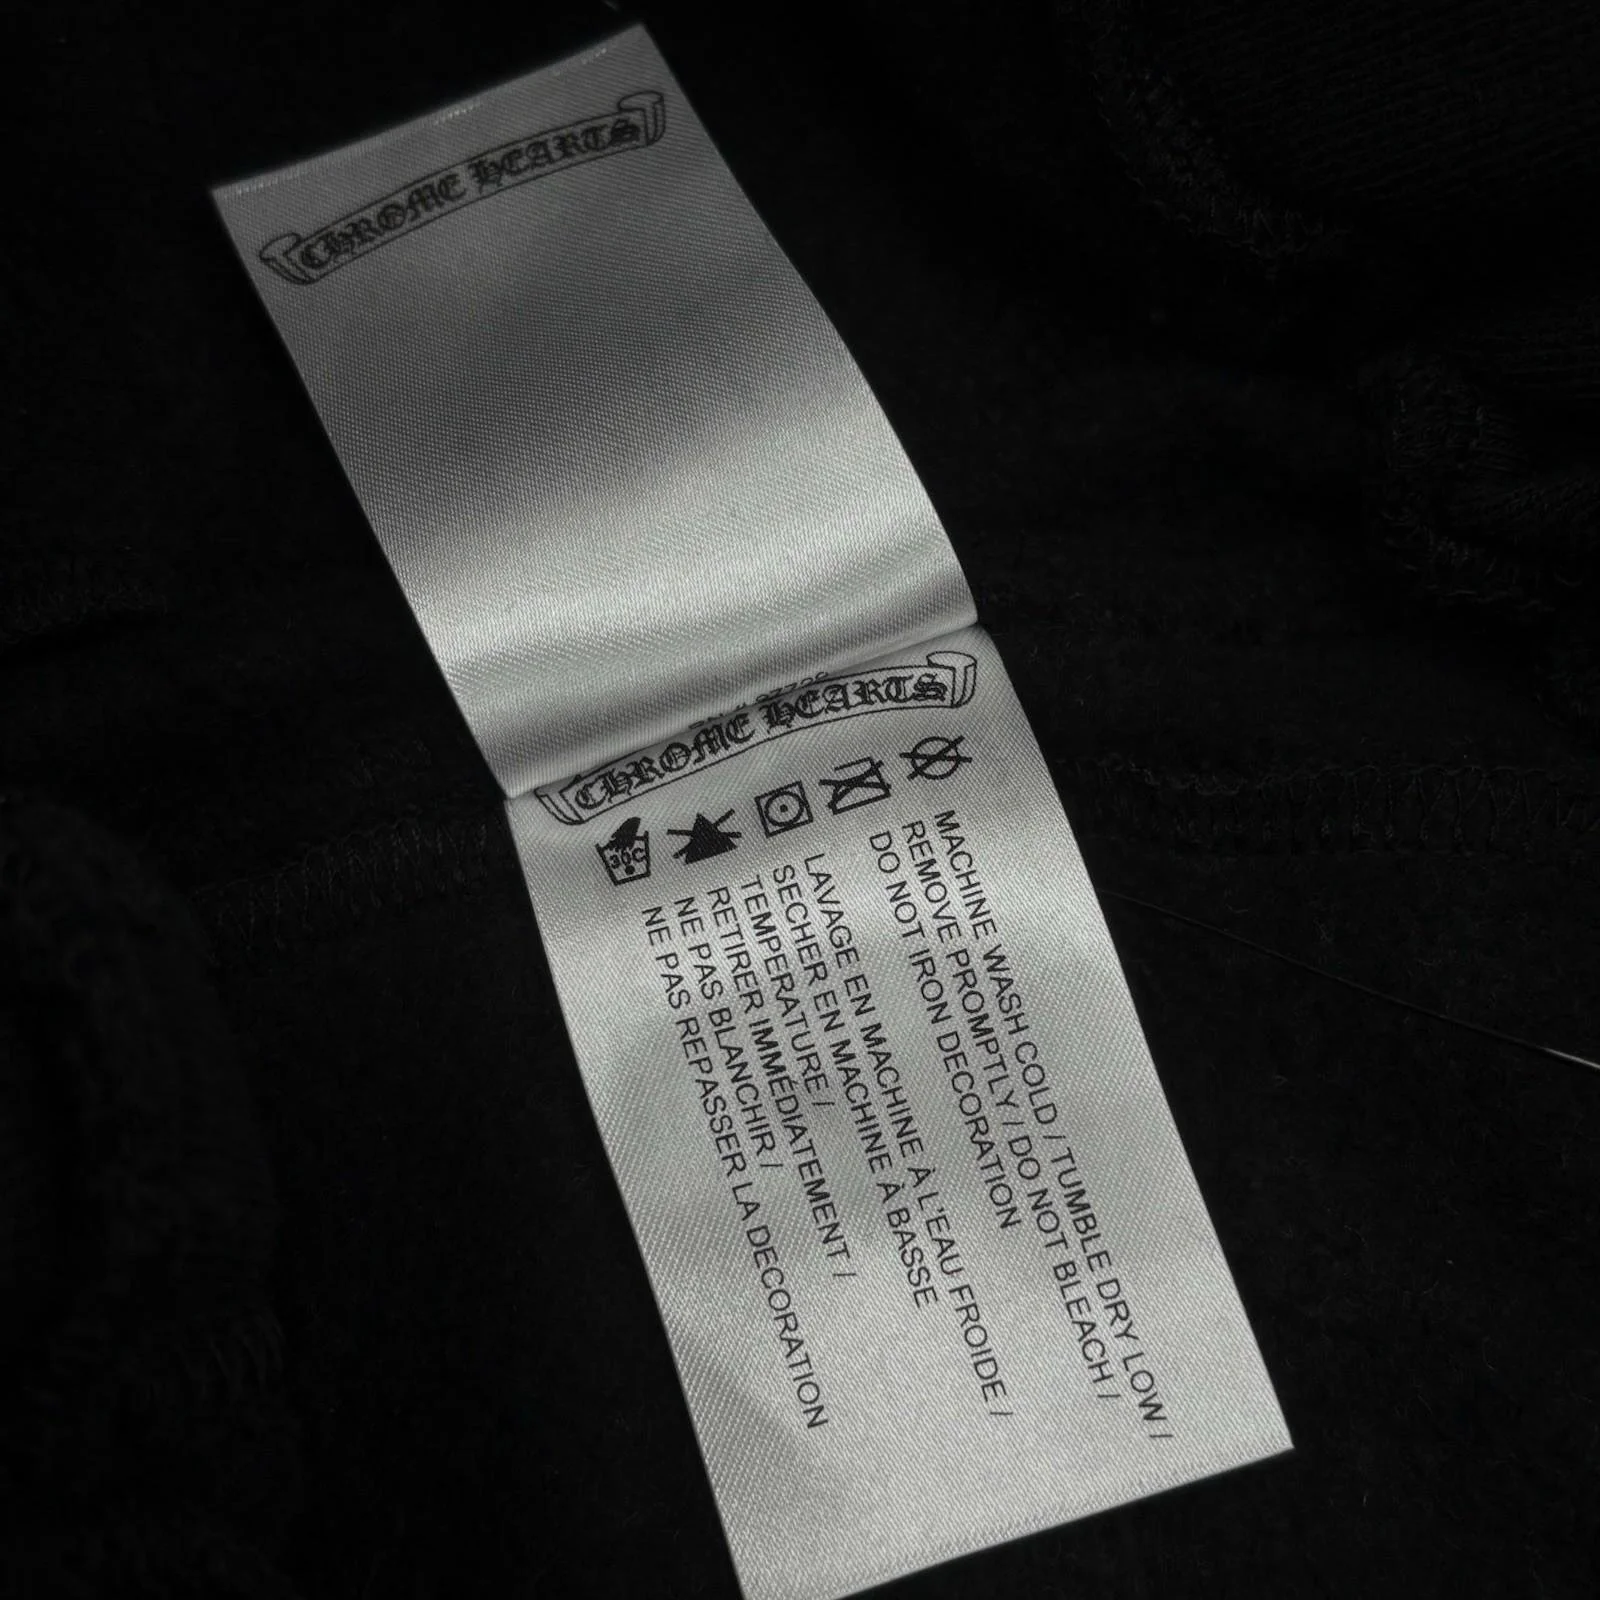 CHROME HEARTS
CHROME HEARTS
30C
MACHINE WASH COLD / TUMBLE DRY LOW /
REMOVE PROMPTLY / DO NOT BLEACH /
DO NOT IRON DECORATION
LAVAGE EN MACHINE À L'EAU FROIDE /
SECHER EN MACHINE À BASSE
TEMPERATURE /
RETIRER IMMÉDIATEMENT /
NE PAS BLANCHIR /
NE PAS REPASSER LA DECORATION